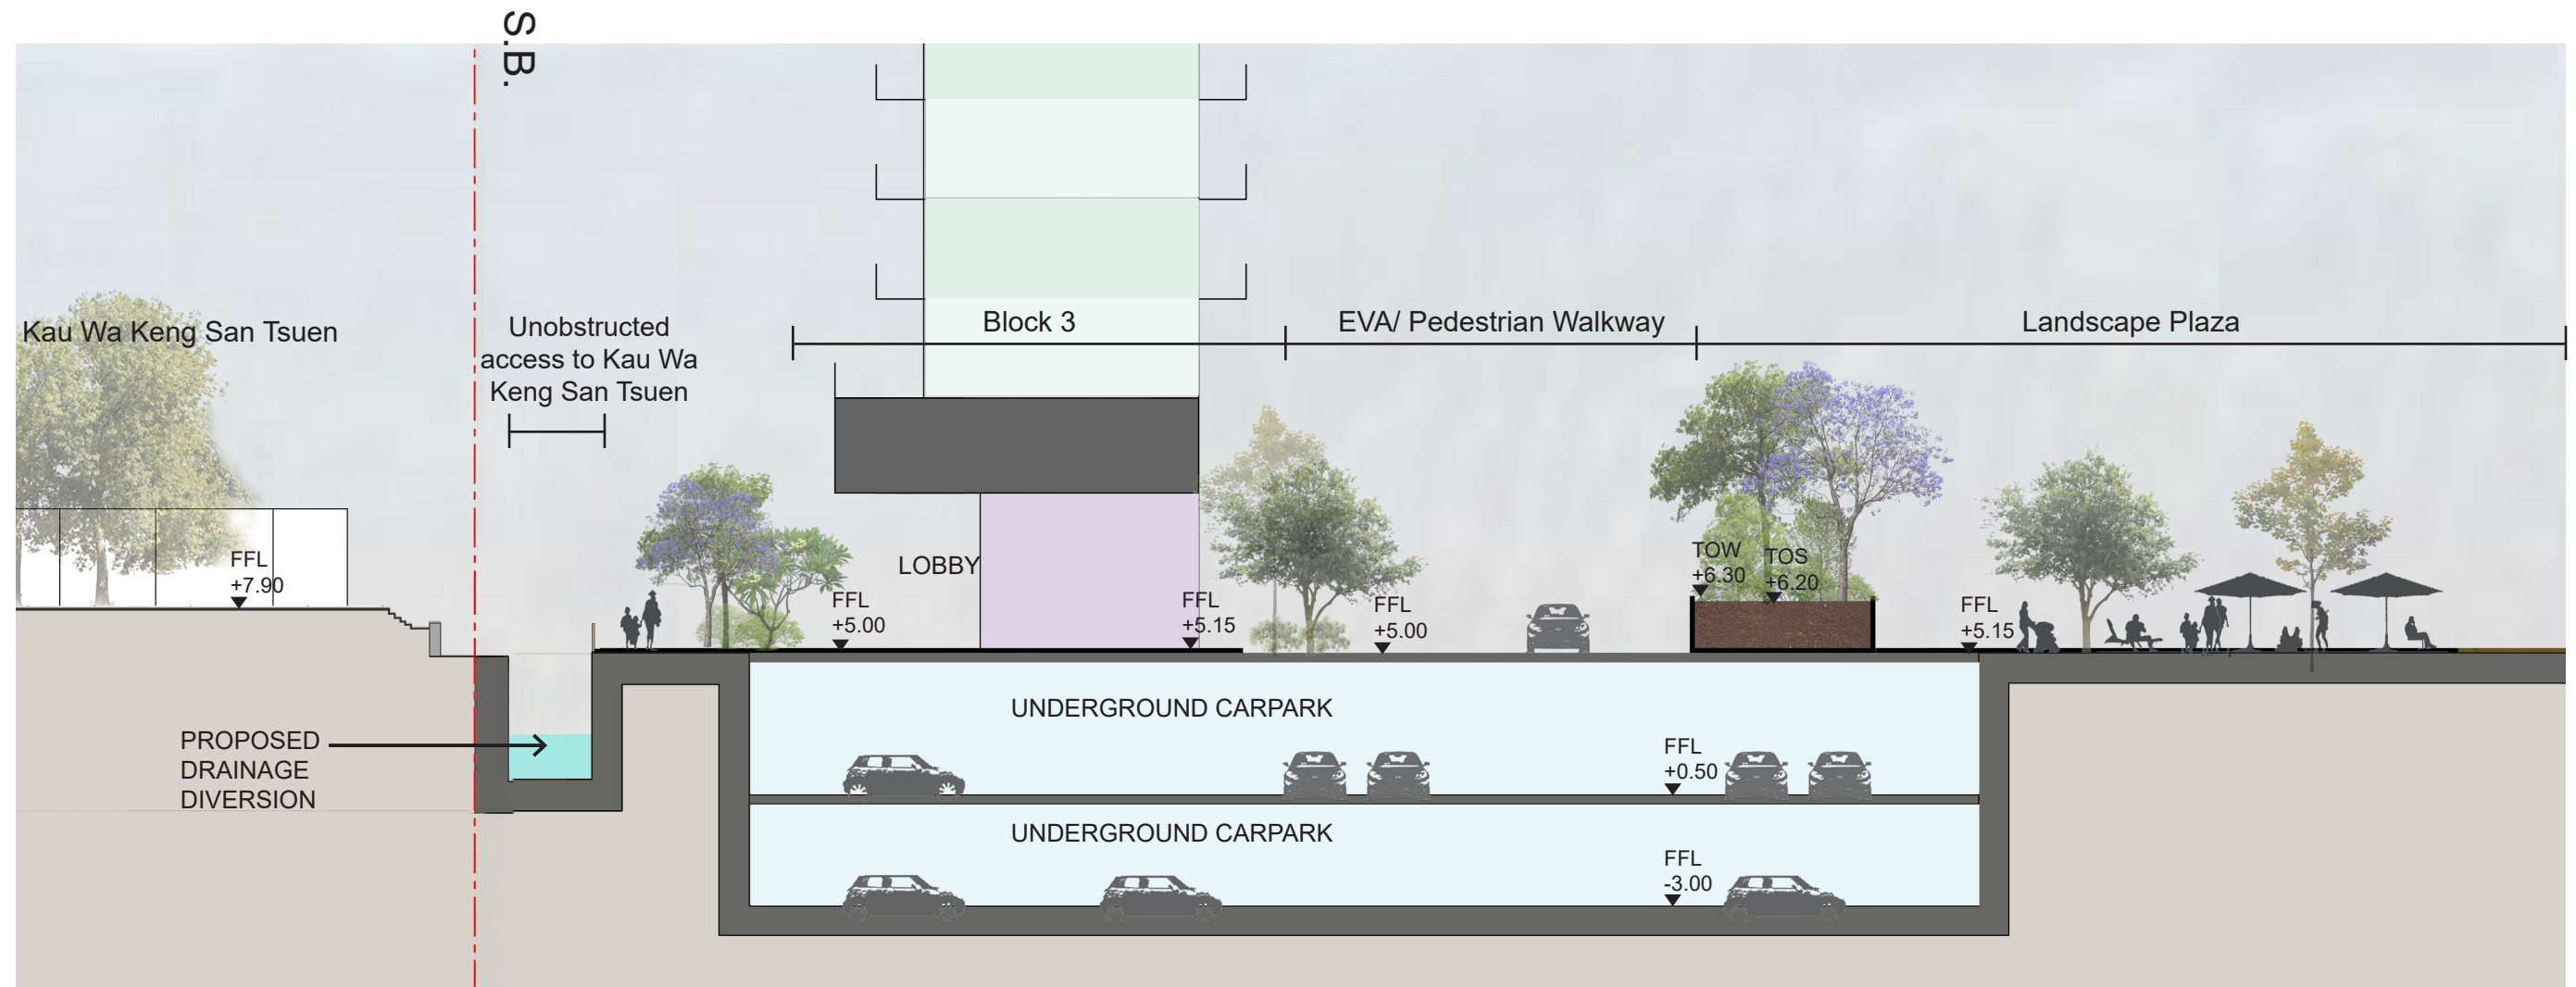 S.B.
Kau Wa Keng San Tsuen
Unobstructed
access to Kau Wa
Keng San Tsuen
Block 3
EVA/ Pedestrian Walkway
Landscape Plaza
FFL
+7.90
LOBBY
FFL
+5.00
FFL
+5.15
FFL
+5.00
TOW
+6.30
TOS
+6.20
FFL
+5.15
PROPOSED
DRAINAGE
DIVERSION
UNDERGROUND CARPARK
FFL
+0.50
UNDERGROUND CARPARK
FFL
-3.00